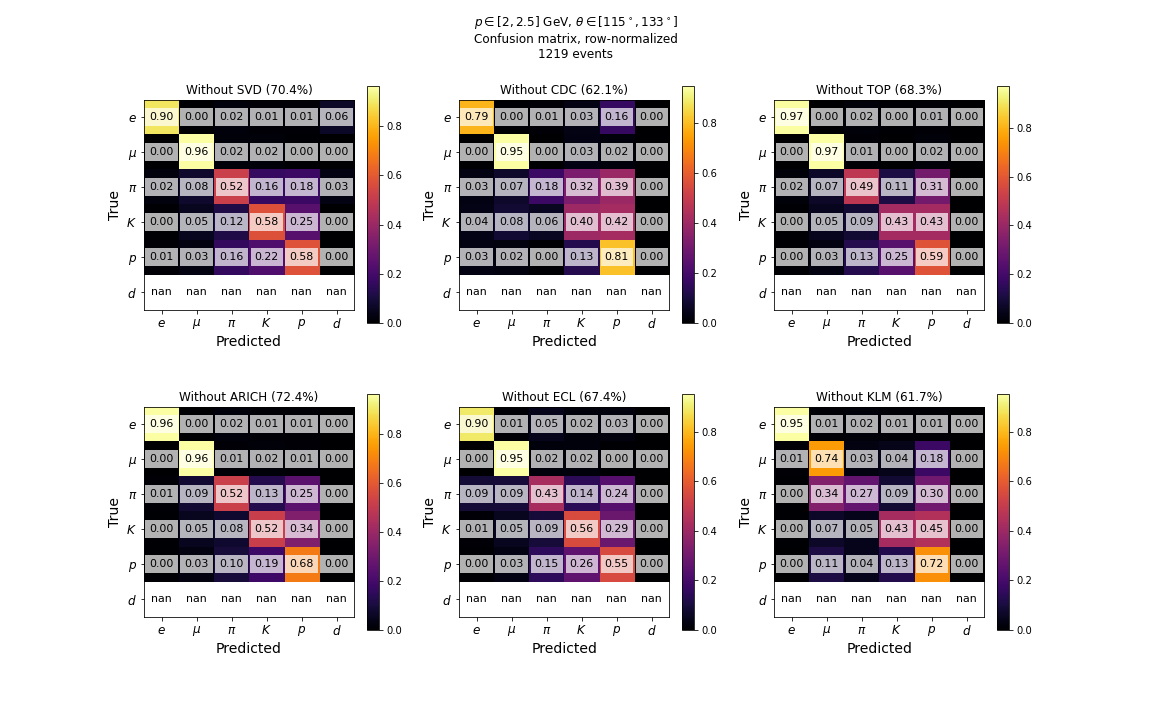 p ∈ [2, 2.5] GeV, θ ∈ [115°, 133°]
Confusion matrix, row-normalized
1219 events
Without SVD (70.4%)
e 0.90 0.00 0.02 0.01 0.01 0.06
μ 0.00 0.96 0.02 0.02 0.00 0.00
π 0.02 0.08 0.52 0.16 0.18 0.03
K 0.00 0.05 0.12 0.58 0.25 0.00
p 0.01 0.03 0.16 0.22 0.58 0.00
d nan nan nan nan nan nan
e μ π K p d
True
Predicted
0.8
0.6
0.4
0.2
0.0
Without CDC (62.1%)
e 0.79 0.00 0.01 0.03 0.16 0.00
μ 0.00 0.95 0.00 0.03 0.02 0.00
π 0.03 0.07 0.18 0.32 0.39 0.00
K 0.04 0.08 0.06 0.40 0.42 0.00
p 0.03 0.02 0.00 0.13 0.81 0.00
d nan nan nan nan nan nan
e μ π K p d
True
Predicted
0.8
0.6
0.4
0.2
0.0
Without TOP (68.3%)
e 0.97 0.00 0.02 0.00 0.01 0.00
μ 0.00 0.97 0.01 0.00 0.02 0.00
π 0.02 0.07 0.49 0.11 0.31 0.00
K 0.00 0.05 0.09 0.43 0.43 0.00
p 0.00 0.03 0.13 0.25 0.59 0.00
d nan nan nan nan nan nan
e μ π K p d
True
Predicted
0.8
0.6
0.4
0.2
0.0
Without ARICH (72.4%)
e 0.96 0.00 0.02 0.01 0.01 0.00
μ 0.00 0.96 0.01 0.02 0.01 0.00
π 0.01 0.09 0.52 0.13 0.25 0.00
K 0.00 0.05 0.08 0.52 0.34 0.00
p 0.00 0.03 0.10 0.19 0.68 0.00
d nan nan nan nan nan nan
e μ π K p d
True
Predicted
0.8
0.6
0.4
0.2
0.0
Without ECL (67.4%)
e 0.90 0.01 0.05 0.02 0.03 0.00
μ 0.00 0.95 0.02 0.02 0.00 0.00
π 0.09 0.09 0.43 0.14 0.24 0.00
K 0.01 0.05 0.09 0.56 0.29 0.00
p 0.00 0.03 0.15 0.26 0.55 0.00
d nan nan nan nan nan nan
e μ π K p d
True
Predicted
0.8
0.6
0.4
0.2
0.0
Without KLM (61.7%)
e 0.95 0.01 0.02 0.01 0.01 0.00
μ 0.01 0.74 0.03 0.04 0.18 0.00
π 0.00 0.34 0.27 0.09 0.30 0.00
K 0.00 0.07 0.05 0.43 0.45 0.00
p 0.00 0.11 0.04 0.13 0.72 0.00
d nan nan nan nan nan nan
e μ π K p d
True
Predicted
0.8
0.6
0.4
0.2
0.0